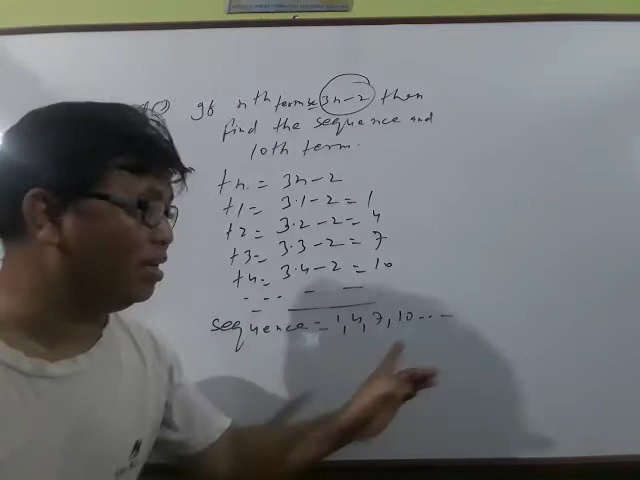 If nth term is 3n-2 then
find the sequence and
10th term.
tn = 3n-2
t1 = 3.1-2 = 1
t2 = 3.2-2 = 4
t3 = 3.3-2 = 7
t4 = 3.4-2 = 10
--- - -
sequence = 1, 4, 7, 10 ...-